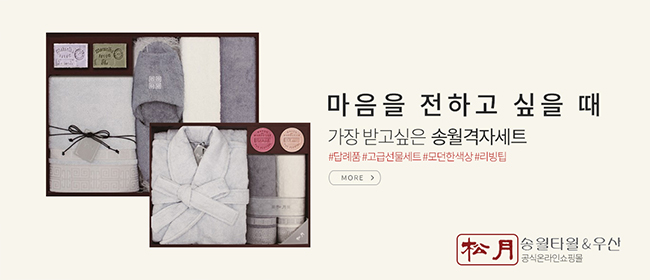 마음을 전하고 싶을 때
가장 받고싶은 송월격자세트
#답례품 #고급선물세트 #모던한색상 #리빙팁
MORE >
松月 송월타월&우산
공식온라인쇼핑몰